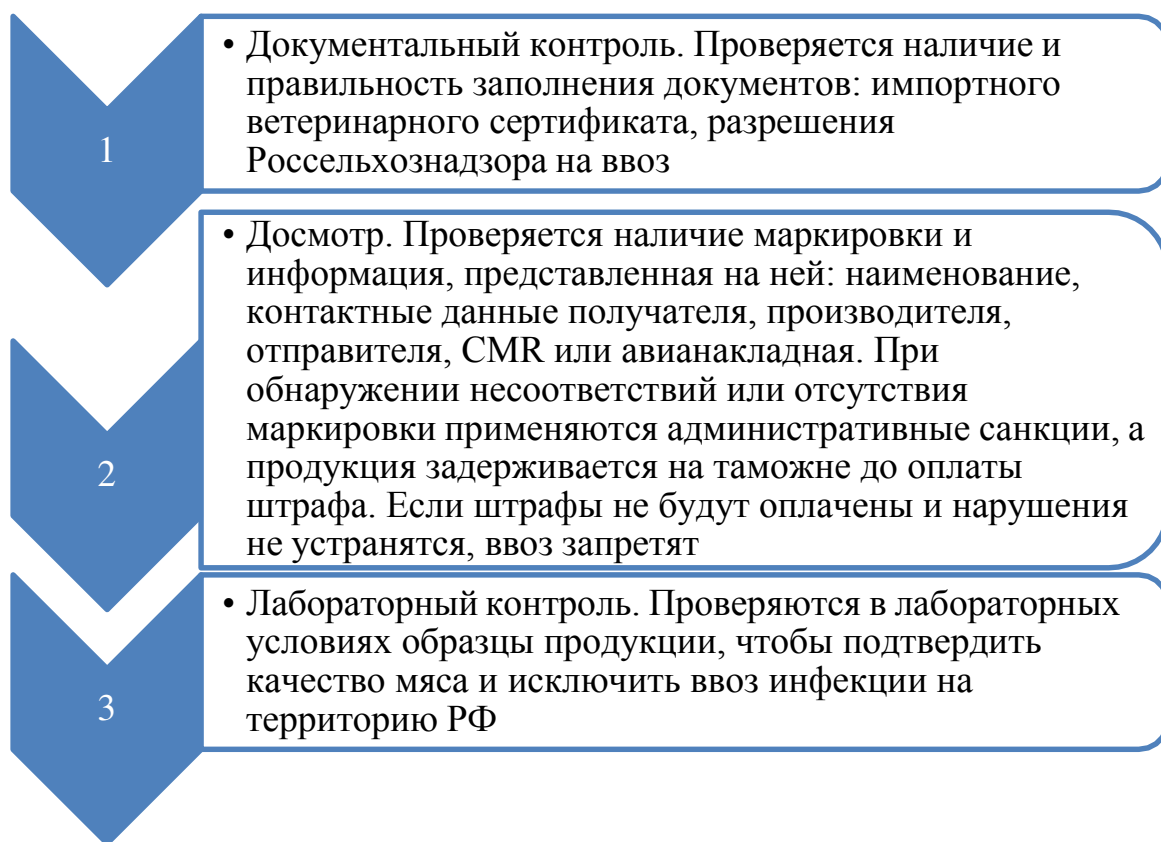 1
• Документальный контроль. Проверяется наличие и
правильность заполнения документов: импортного
ветеринарного сертификата, разрешения
Россельхознадзора на ввоз
2
• Досмотр. Проверяется наличие маркировки и
информация, представленная на ней: наименование,
контактные данные получателя, производителя,
отправителя, CMR или авианакладная. При
обнаружении несоответствий или отсутствия
маркировки применяются административные санкции, а
продукция задерживается на таможне до оплаты
штрафа. Если штрафы не будут оплачены и нарушения
не устранятся, ввоз запретят
3
• Лабораторный контроль. Проверяются в лабораторных
условиях образцы продукции, чтобы подтвердить
качество мяса и исключить ввоз инфекции на
территорию РФ